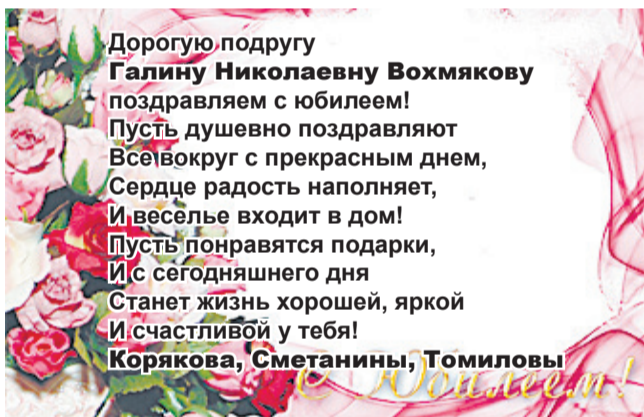 Дорогую подругу
Галину Николаевну Вохмякову
поздравляем с юбилеем!
Пусть душевно поздравляют
Все вокруг с прекрасным днем,
Сердце радость наполняет,
И веселье входит в дом!
Пусть понравятся подарки,
И с сегодняшнего дня
Станет жизнь хорошей, яркой
И счастливой у тебя!
Корякова, Сметанины, Томиловы
С Юбилеем!